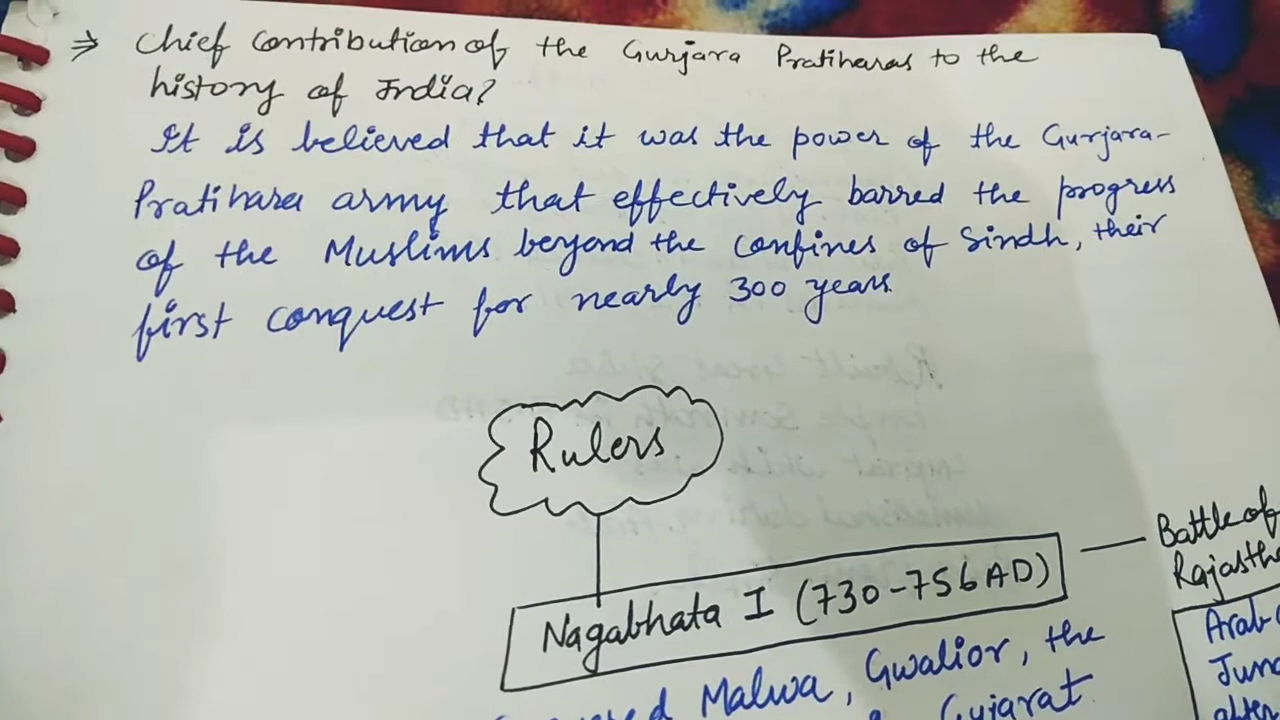 ⇒ Chief Contribution of the Gurjara Pratiharas to the
history of India?
It is believed that it was the power of the Gurjara-
Pratihara army that effectively barred the progress
of the Muslims beyond the confines of Sindh, their
first conquest for nearly 300 years.
Rulers
Nagabhata I (730-756AD)
Battle of
Malwa, Gwalior, the
Gujarat
Arab